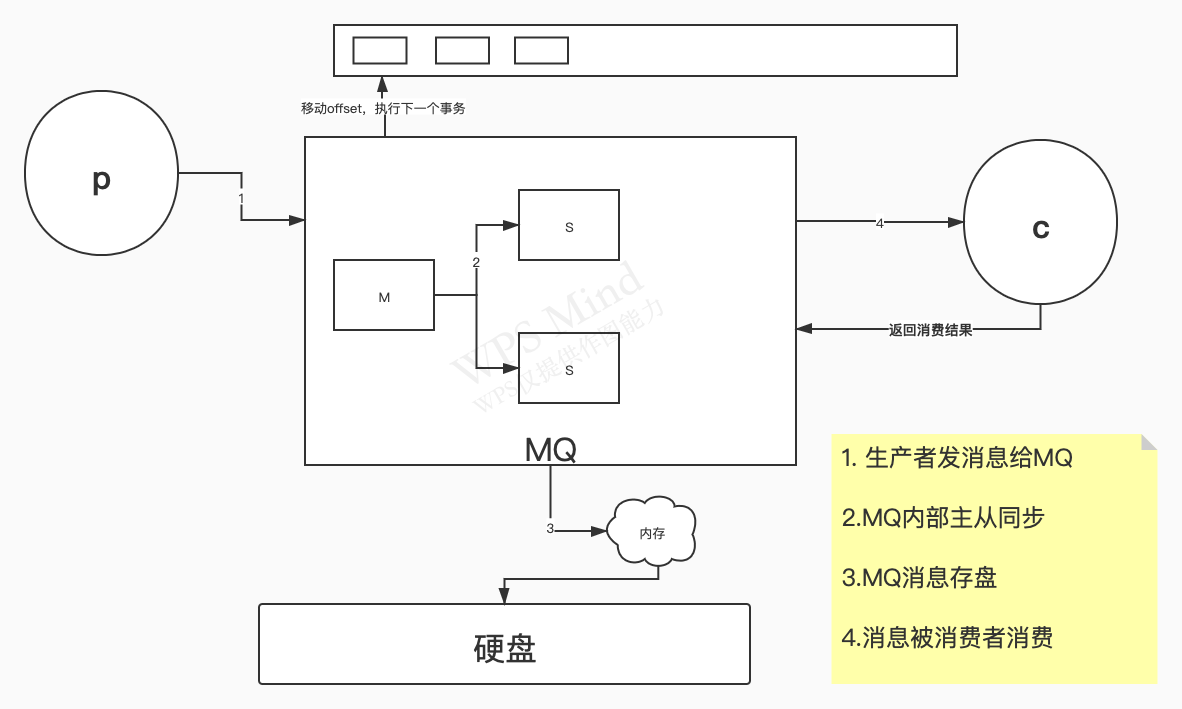 移动offset，执行下一个事务
p
1
S
4
c
2
M
WPS Mind
WPS仅提供作图能力
返回消费结果
S
MQ
1. 生产者发消息给MQ
2.MQ内部主从同步
3.MQ消息存盘
4.消息被消费者消费
3
内存
硬盘